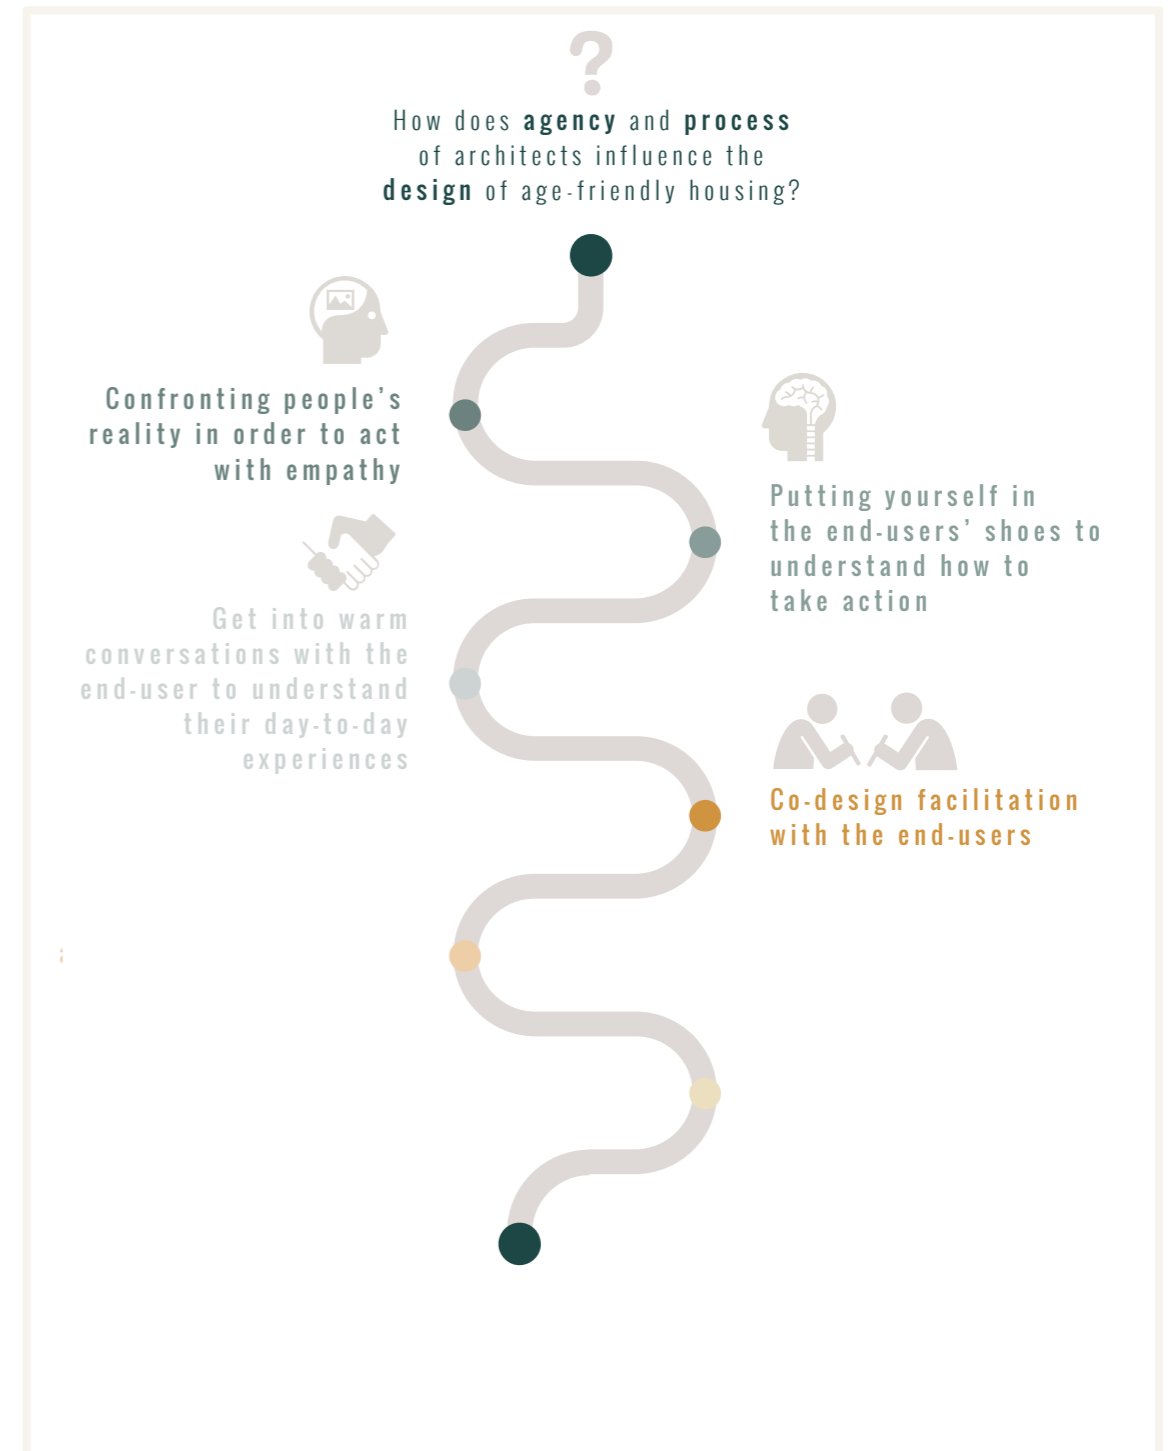 ?
How does agency and process
of architects influence the
design of age-friendly housing?
Confronting people’s
reality in order to act
with empathy
Putting yourself in
the end-users’ shoes to
understand how to
take action
Get into warm
conversations with the
end-user to understand
their day-to-day
experiences
Co-design facilitation
with the end-users